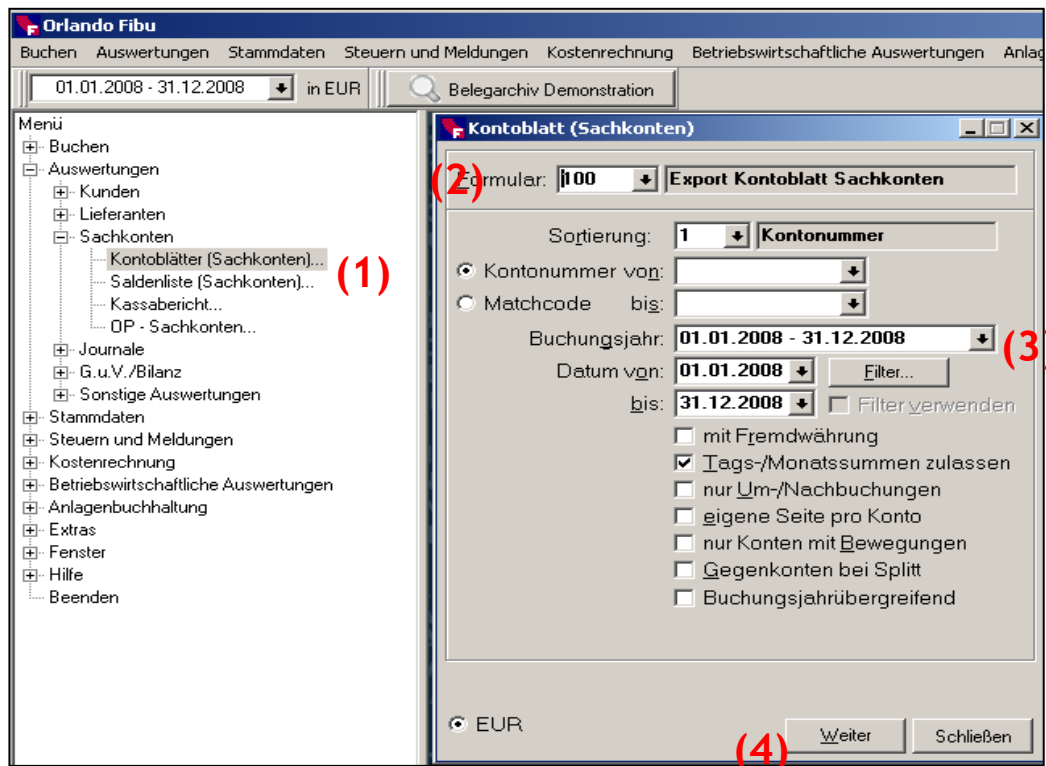 Orlando Fibu
Buchen Auswertungen Stammdaten Steuern und Meldungen Kostenrechnung Betriebswirtschaftliche Auswertungen Anlag
01.01.2008 - 31.12.2008 in EUR Belegarchiv Demonstration
Menü
Buchen
Auswertungen
Kunden
Lieferanten
Sachkonten
Kontoblätter (Sachkonten)...
(1)
Saldenliste (Sachkonten)...
Kassabericht...
OP - Sachkonten...
Journale
G.u.V./Bilanz
Sonstige Auswertungen
Stammdaten
Steuern und Meldungen
Kostenrechnung
Betriebswirtschaftliche Auswertungen
Anlagenbuchhaltung
Extras
Fenster
Hilfe
Beenden
Kontoblatt (Sachkonten)
(2) Formular: 100 Export Kontoblatt Sachkonten
Sortierung: 1 Kontonummer
Kontonummer von:
Matchcode bis:
Buchungsjahr: 01.01.2008 - 31.12.2008 (3
Datum von: 01.01.2008 Filter...
bis: 31.12.2008 Filter verwenden
mit Fremdwährung
Tags-/Monatssummen zulassen
nur Um-/Nachbuchungen
eigene Seite pro Konto
nur Konten mit Bewegungen
Gegenkonten bei Splitt
Buchungsjahrübergreifend
EUR
(4) Weiter Schließen